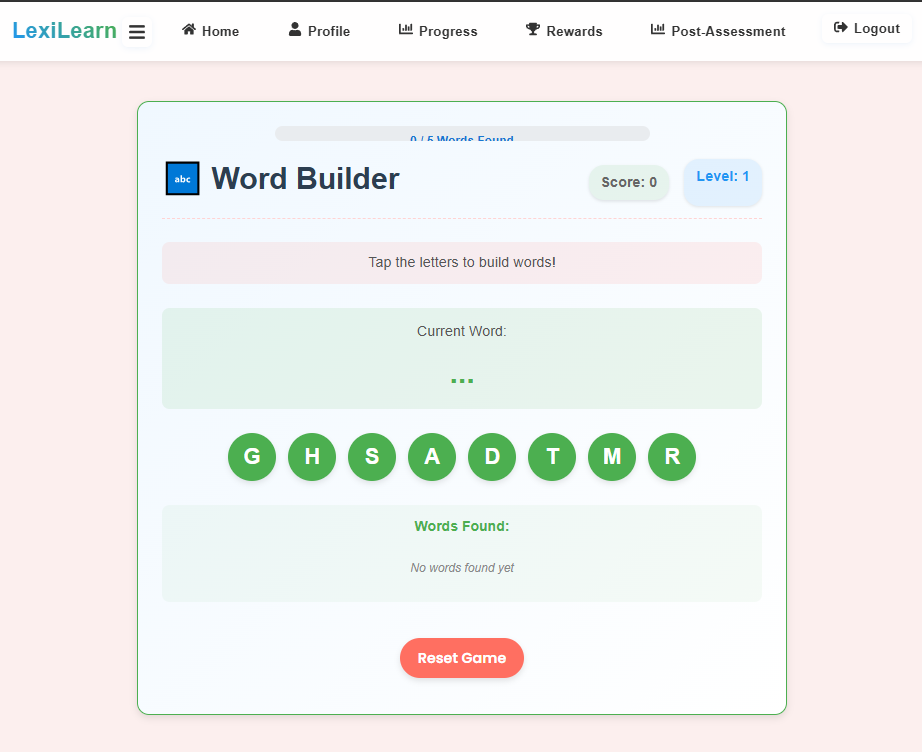 LexiLearn Home Profile Progress Rewards Post-Assessment Logout
0 / 5 Words Found
abc Word Builder Score: 0 Level: 1
Tap the letters to build words!
Current Word:
...
G H S A D T M R
Words Found:
No words found yet
Reset Game